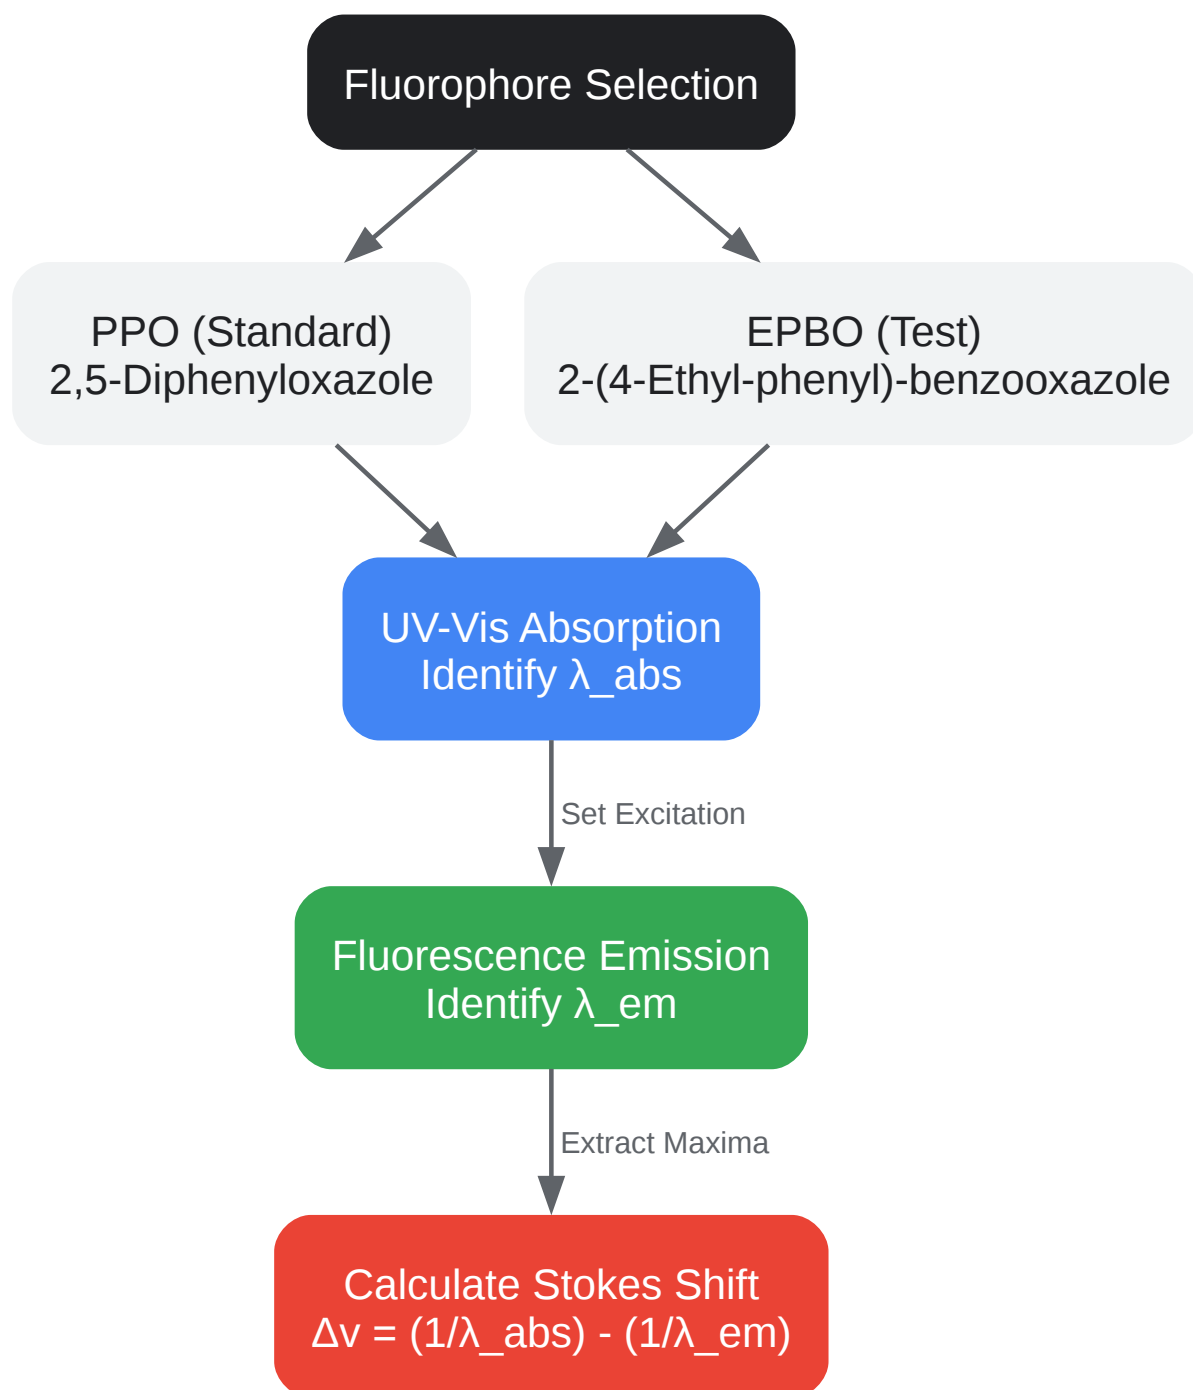 Fluorophore Selection
PPO (Standard)
2,5-Diphenyloxazole
EPBO (Test)
2-(4-Ethyl-phenyl)-benzooxazole
UV-Vis Absorption
Identify λ_abs
Set Excitation
Fluorescence Emission
Identify λ_em
Extract Maxima
Calculate Stokes Shift
Δν = (1/λ_abs) - (1/λ_em)